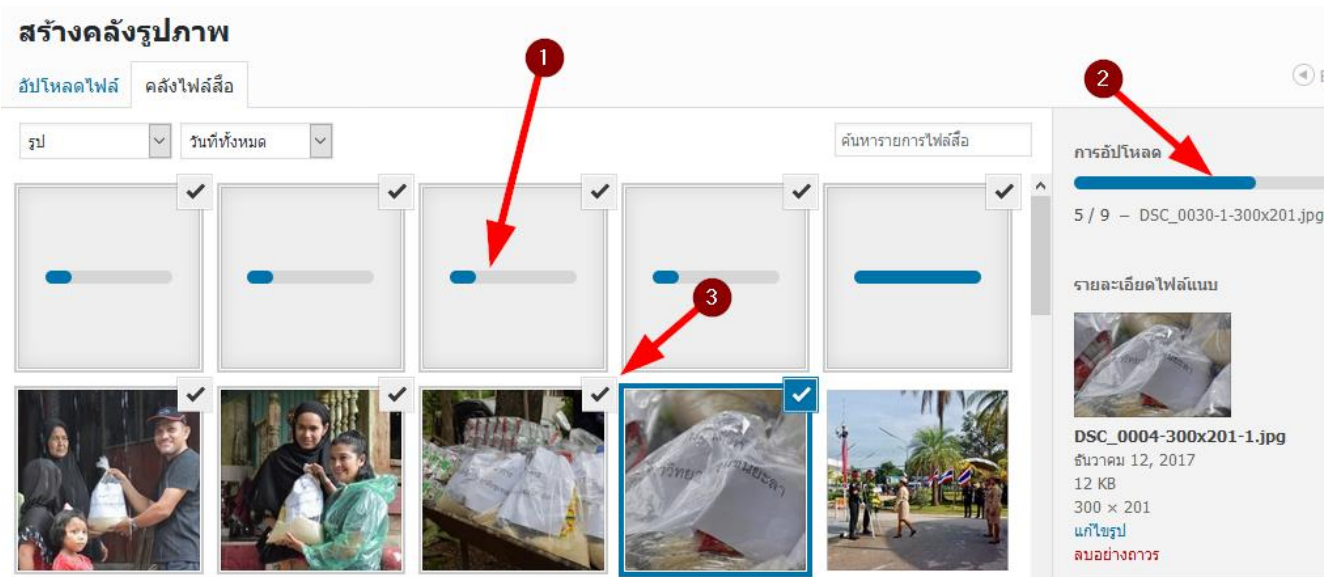 สร้างคลังรูปภาพ
อัปโหลดไฟล์ คลังไฟล์สื่อ
1
2
รูป วันที่ทั้งหมด ค้นหารายการไฟล์สื่อ
การอัปโหลด
5 / 9 – DSC_0030-1-300x201.jpg
3
รายละเอียดไฟล์แนบ
DSC_0004-300x201-1.jpg
ธันวาคม 12, 2017
12 KB
300 × 201
แก้ไขรูป
ลบอย่างถาวร